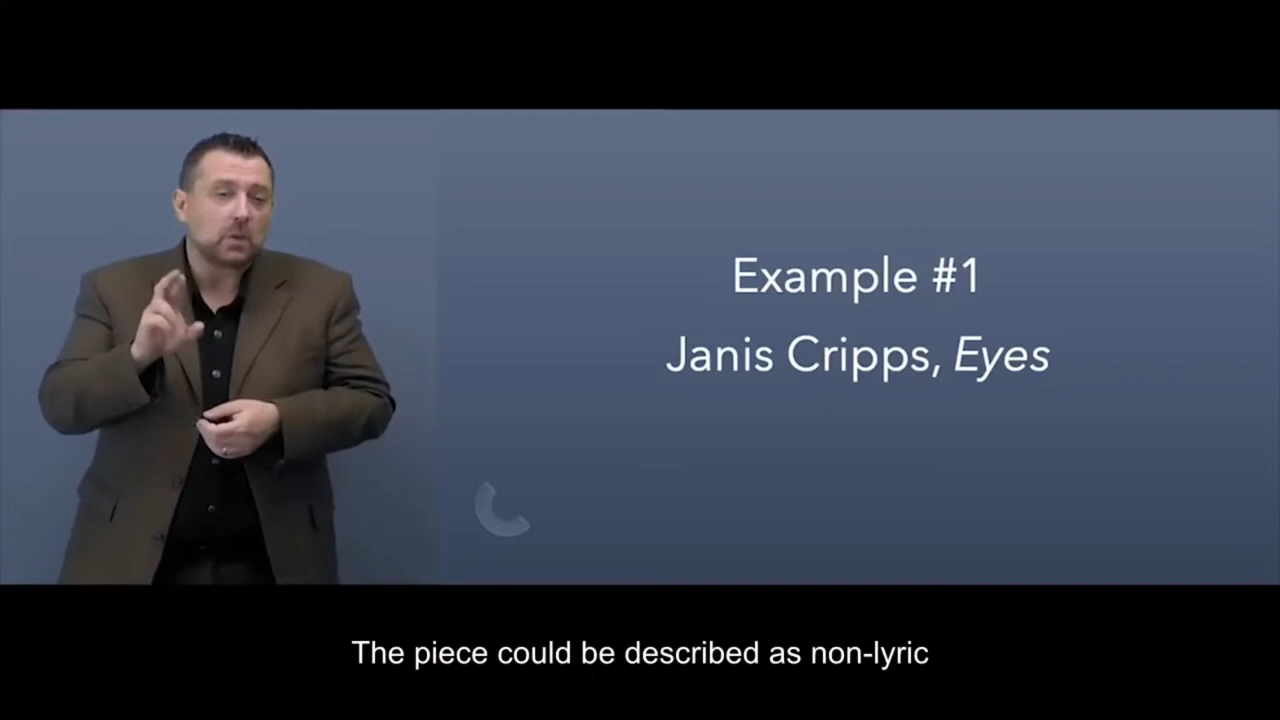 Example #1
Janis Cripps, Eyes
The piece could be described as non-lyric